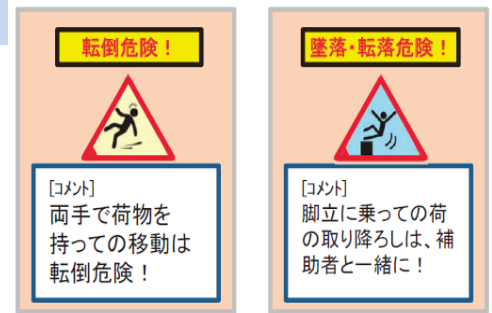 転倒危険！
[コメント]
両手で荷物を
持っての移動は
転倒危険！
墜落・転落危険！
[コメント]
脚立に乗っての荷
の取り降ろしは、補
助者と一緒に！